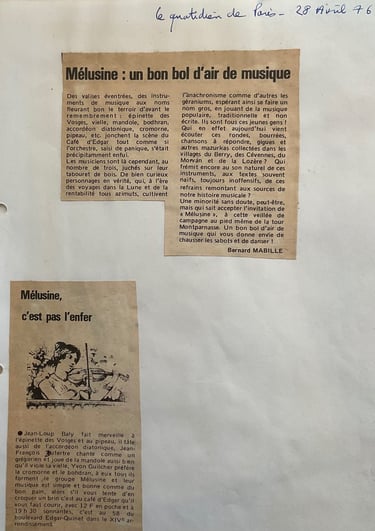 Le quotidien de Paris - 28 Avril 76
Mélusine : un bon bol d'air de musique
Des valises éventrées, des instru-
ments de musique aux noms
fleurant bon le terroir d'avant le
remembrement : épinette des
Vosges, vielle, mandole, bodhran,
accordéon diatonique, cromorne,
pipeau, etc. jonchent la scène du
Café d'Edgar tout comme si
l'orchestre, saisi de panique, s'était
précipitamment enfui.
Les musiciens sont là cependant, au
nombre de trois, juchés sur leur
tabouret de bois. De bien curieux
personnages en vérité, qui, à l'ère
des voyages dans la Lune et de la
rentabilité tous azimuts, cultivent
l'anachronisme comme d'autres les
géraniums, espérant ainsi se faire un
nom gros, en jouant de la musique
populaire, traditionnelle et non
écrite. Ils sont fous ces jeunes gens !
Qui en effet aujourd'hui vient
écouter ces rondes, bourrées,
chansons à répondre, gigues et
autres mazurkas collectées dans les
villages du Berry, des Cévennes, du
Morvan et de la Lozère ? Qui
frémit encore au son naturel de ces
instruments, aux textes souvent
naïfs, toujours inoffensifs, de ces
refrains remontant aux sources de
notre histoire musicale ?
Une minorité sans doute, peut-être,
mais qui sait accepter l'invitation de
« Mélusine », à cette veillée de
campagne au pied même de la tour
Montparnasse. Un bon bol d'air de
musique qui vous donne envie de
chausser les sabots et de danser !
Bernard MABILLE
Mélusine,
c'est pas l'enfer
● Jean-Loup Baly fait merveille à
l'épinette des Vosges et au pipeau, il tâte
aussi de l'accordéon diatonique, Jean-
François Dutertre chante comme un
grégorien et joue de la mandole aussi bien
qu'il vielle sa vielle, Yvon Guilcher préfère
le cromorne et le bohdran, à eux tous ils
forment le groupe Mélusine et leur
musique est simple et bonne comme du
bon pain, alors s'il vous tente d'en
croquer un brin c'est au café d'Edgar qu'il
vous faut courir, avec 12 F en poche et à
19 h 30 sonnantes, c'est au 58 du
boulevard Edgar-Quinet dans le XIVe ar-
rondissement.